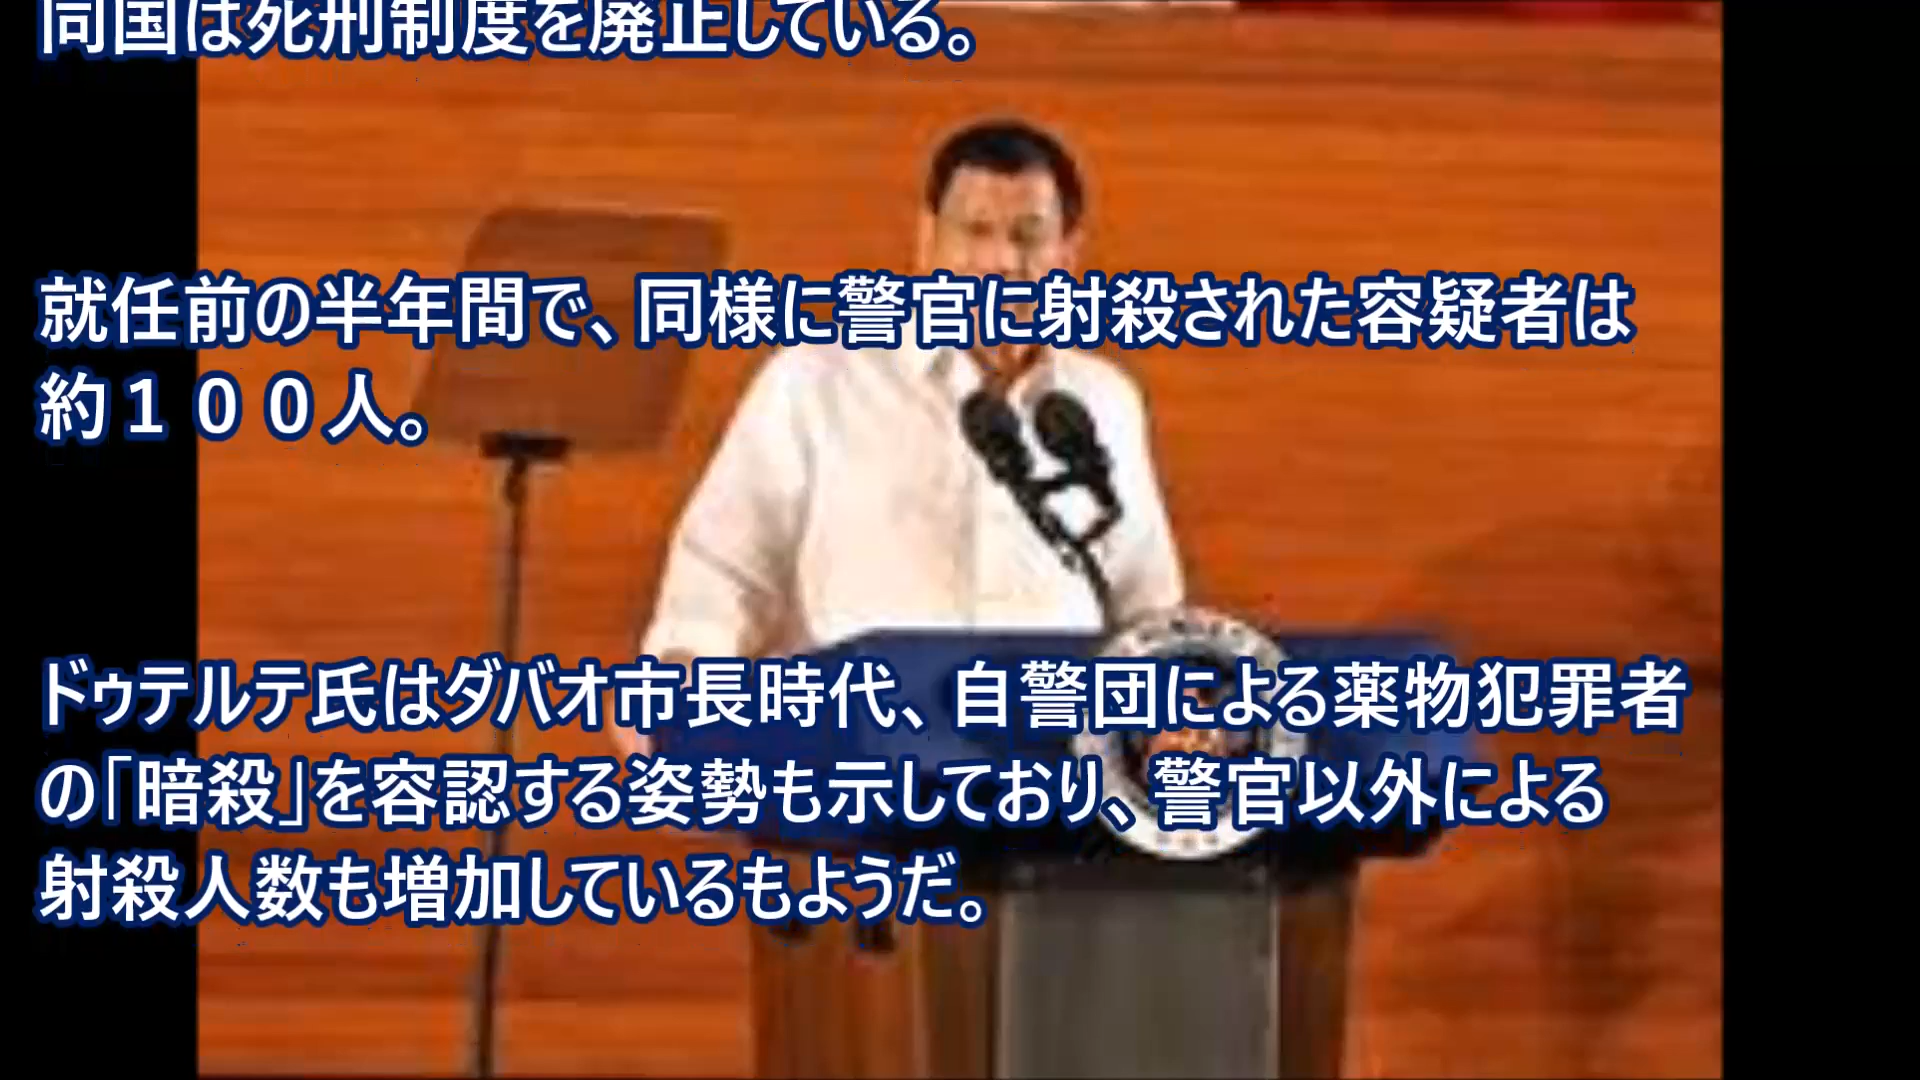 同国は死刑制度を廃止している。
就任前の半年間で、同様に警官に射殺された容疑者は
約１００人。
ドゥテルテ氏はダバオ市長時代、自警団による薬物犯罪者
の「暗殺」を容認する姿勢も示しており、警官以外による
射殺人数も増加しているもようだ。